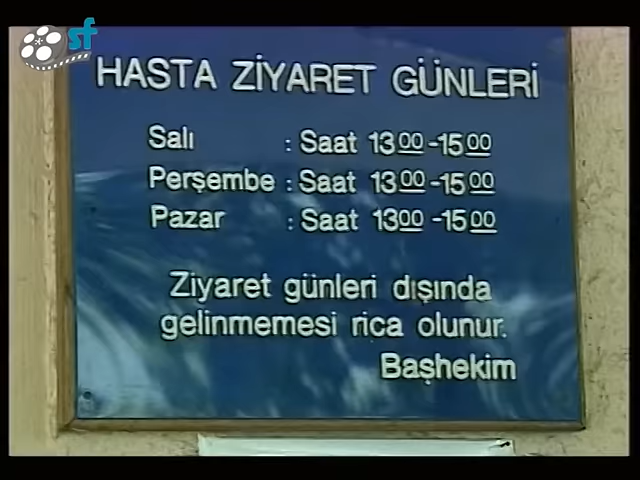 sf
HASTA ZİYARET GÜNLERİ
Salı : Saat 13 00 - 15 00
Perşembe : Saat 13 00 - 15 00
Pazar : Saat 13 00 - 15 00
Ziyaret günleri dışında
gelinmemesi rica olunur.
Başhekim